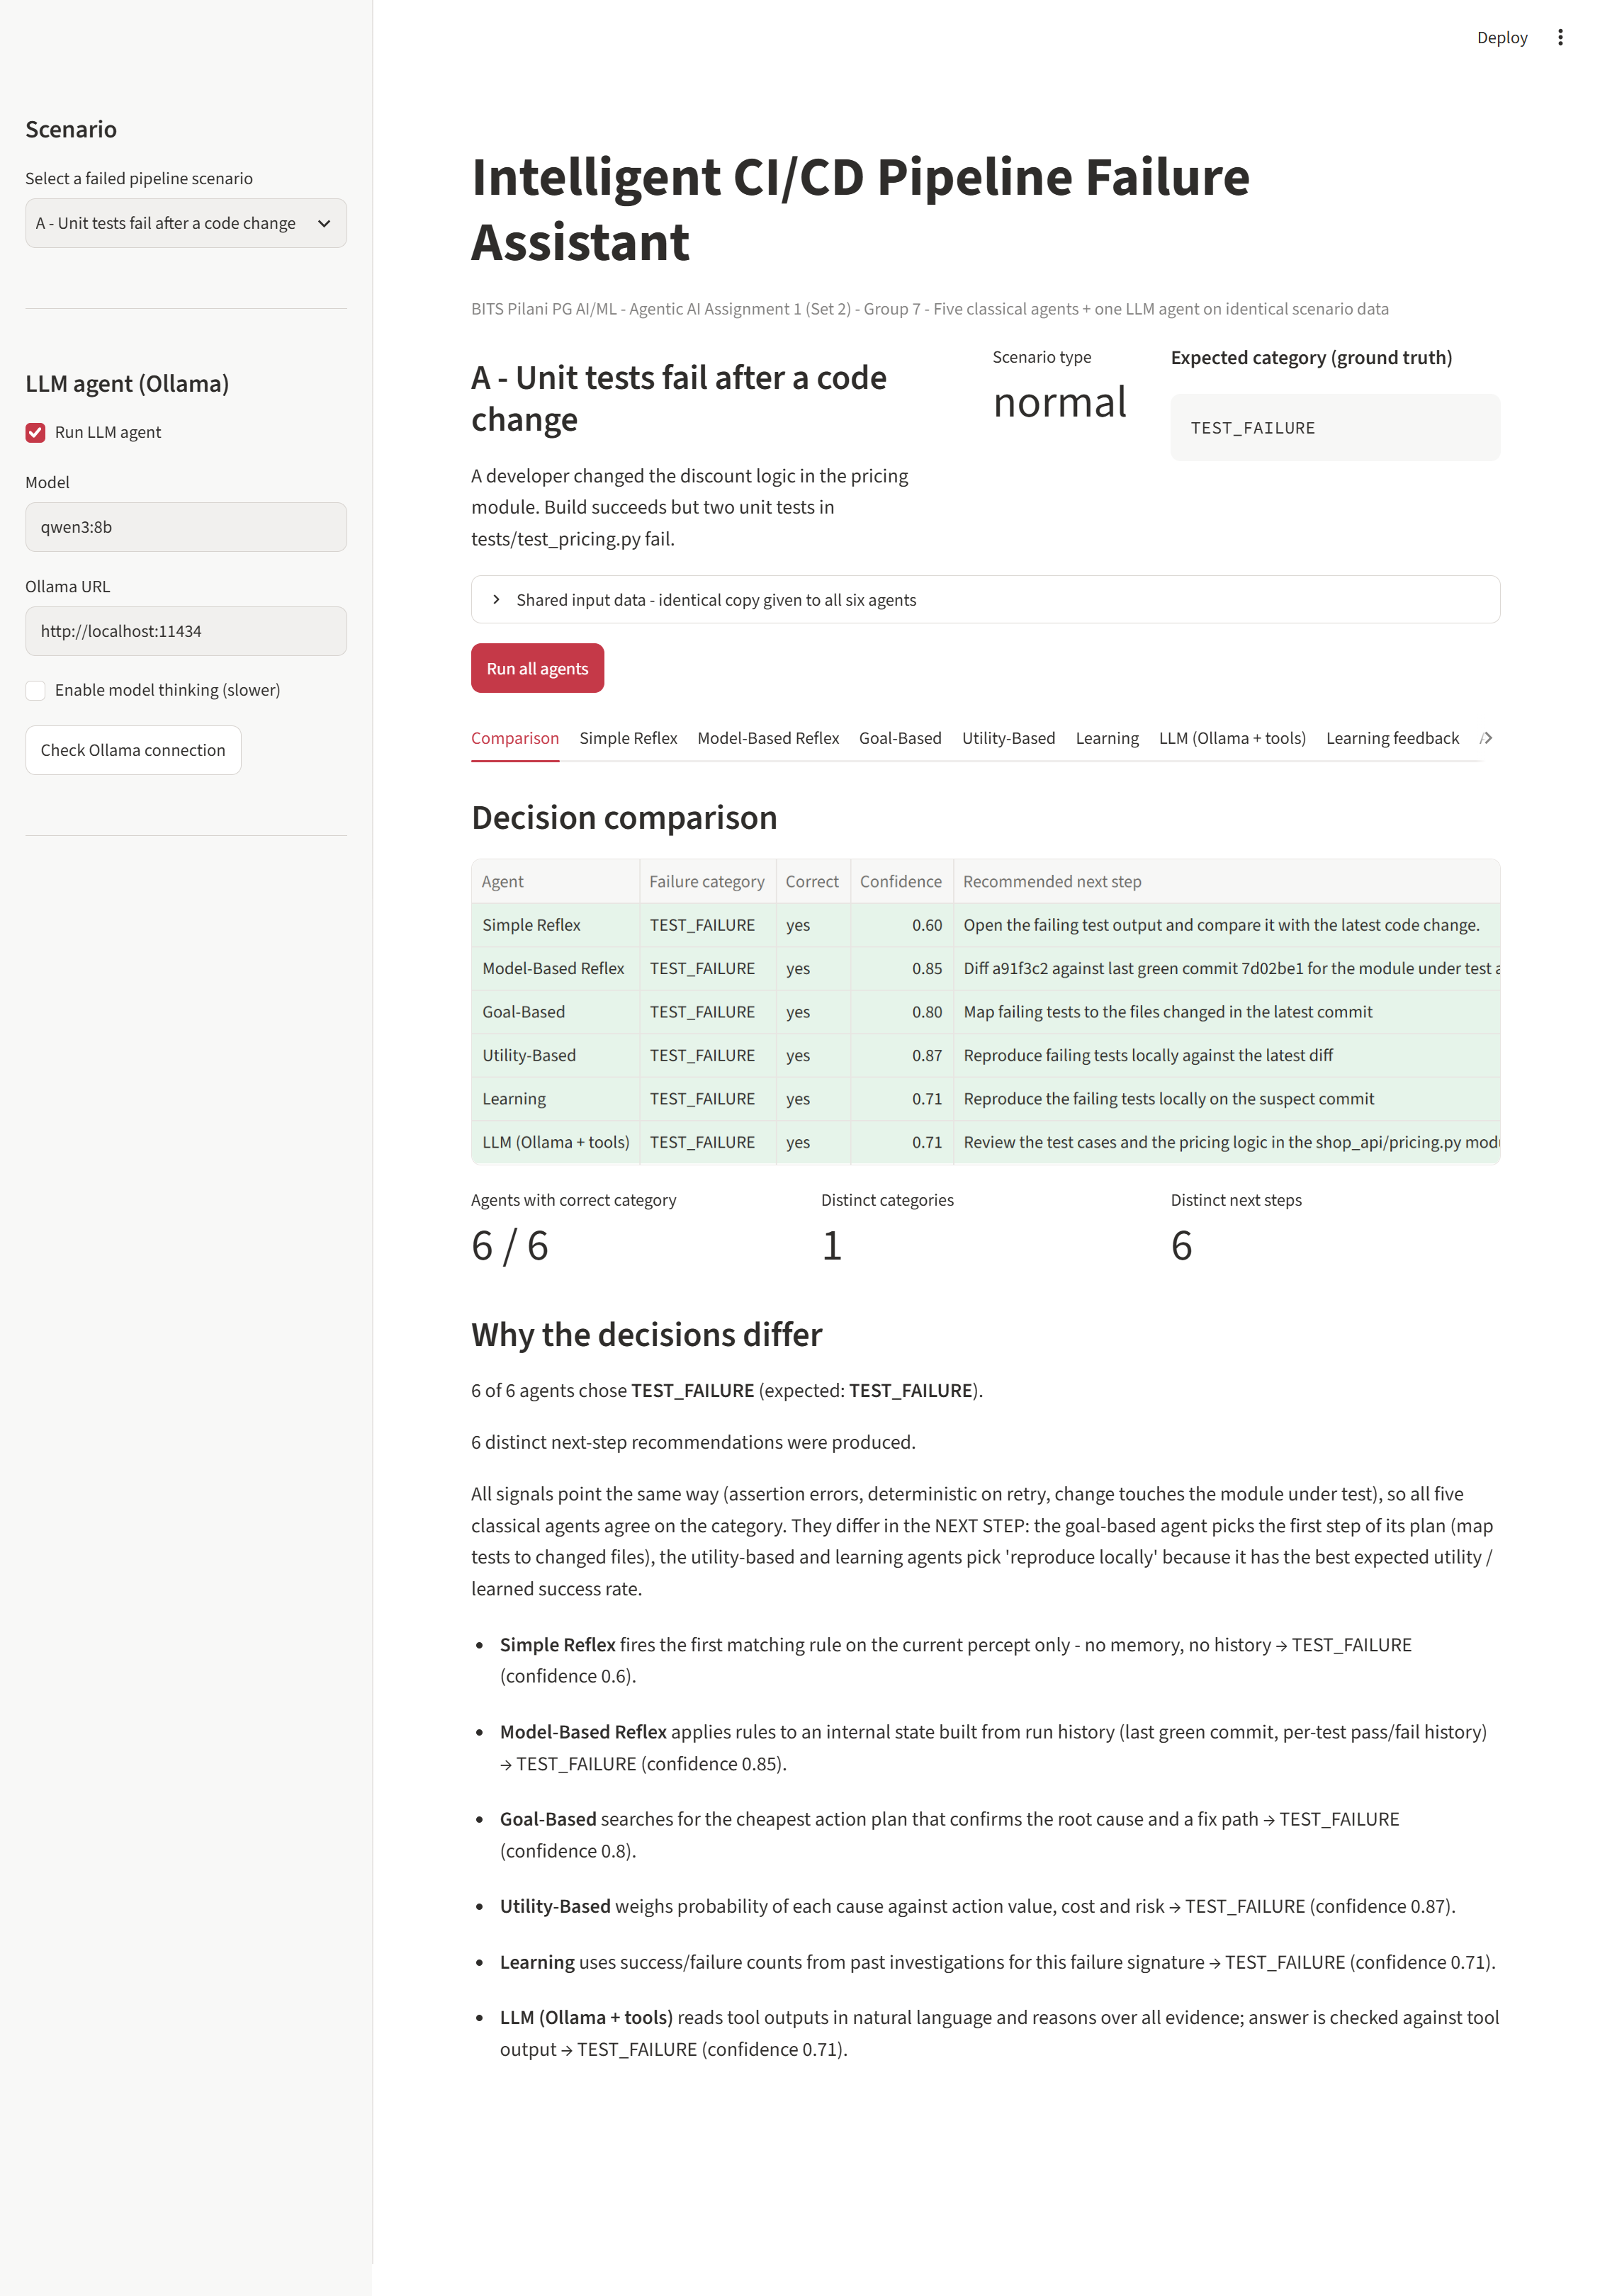 Deploy
Scenario
Select a failed pipeline scenario
A - Unit tests fail after a code change
LLM agent (Ollama)
Run LLM agent
Model
qwen3:8b
Ollama URL
http://localhost:11434
Enable model thinking (slower)
Check Ollama connection
Intelligent CI/CD Pipeline Failure
Assistant
BITS Pilani PG AI/ML - Agentic AI Assignment 1 (Set 2) - Group 7 - Five classical agents + one LLM agent on identical scenario data
A - Unit tests fail after a code
change
A developer changed the discount logic in the pricing
module. Build succeeds but two unit tests in
tests/test_pricing.py fail.
Scenario type
normal
Expected category (ground truth)
TEST_FAILURE
Shared input data - identical copy given to all six agents
Run all agents
Comparison Simple Reflex Model-Based Reflex Goal-Based Utility-Based Learning LLM (Ollama + tools) Learning feedback
Decision comparison
Agent Failure category Correct Confidence Recommended next step
Simple Reflex TEST_FAILURE yes 0.60 Open the failing test output and compare it with the latest code change.
Model-Based Reflex TEST_FAILURE yes 0.85 Diff a91f3c2 against last green commit 7d02be1 for the module under test
Goal-Based TEST_FAILURE yes 0.80 Map failing tests to the files changed in the latest commit
Utility-Based TEST_FAILURE yes 0.87 Reproduce failing tests locally against the latest diff
Learning TEST_FAILURE yes 0.71 Reproduce the failing tests locally on the suspect commit
LLM (Ollama + tools) TEST_FAILURE yes 0.71 Review the test cases and the pricing logic in the shop_api/pricing.py
Agents with correct category
6 / 6
Distinct categories
1
Distinct next steps
6
Why the decisions differ
6 of 6 agents chose TEST_FAILURE (expected: TEST_FAILURE).
6 distinct next-step recommendations were produced.
All signals point the same way (assertion errors, deterministic on retry, change touches the module under test), so all five
classical agents agree on the category. They differ in the NEXT STEP: the goal-based agent picks the first step of its plan (map
tests to changed files), the utility-based and learning agents pick 'reproduce locally' because it has the best expected utility /
learned success rate.
• Simple Reflex fires the first matching rule on the current percept only - no memory, no history → TEST_FAILURE
(confidence 0.6).
• Model-Based Reflex applies rules to an internal state built from run history (last green commit, per-test pass/fail history)
→ TEST_FAILURE (confidence 0.85).
• Goal-Based searches for the cheapest action plan that confirms the root cause and a fix path → TEST_FAILURE
(confidence 0.8).
• Utility-Based weighs probability of each cause against action value, cost and risk → TEST_FAILURE (confidence 0.87).
• Learning uses success/failure counts from past investigations for this failure signature → TEST_FAILURE (confidence 0.71).
• LLM (Ollama + tools) reads tool outputs in natural language and reasons over all evidence; answer is checked against tool
output → TEST_FAILURE (confidence 0.71).